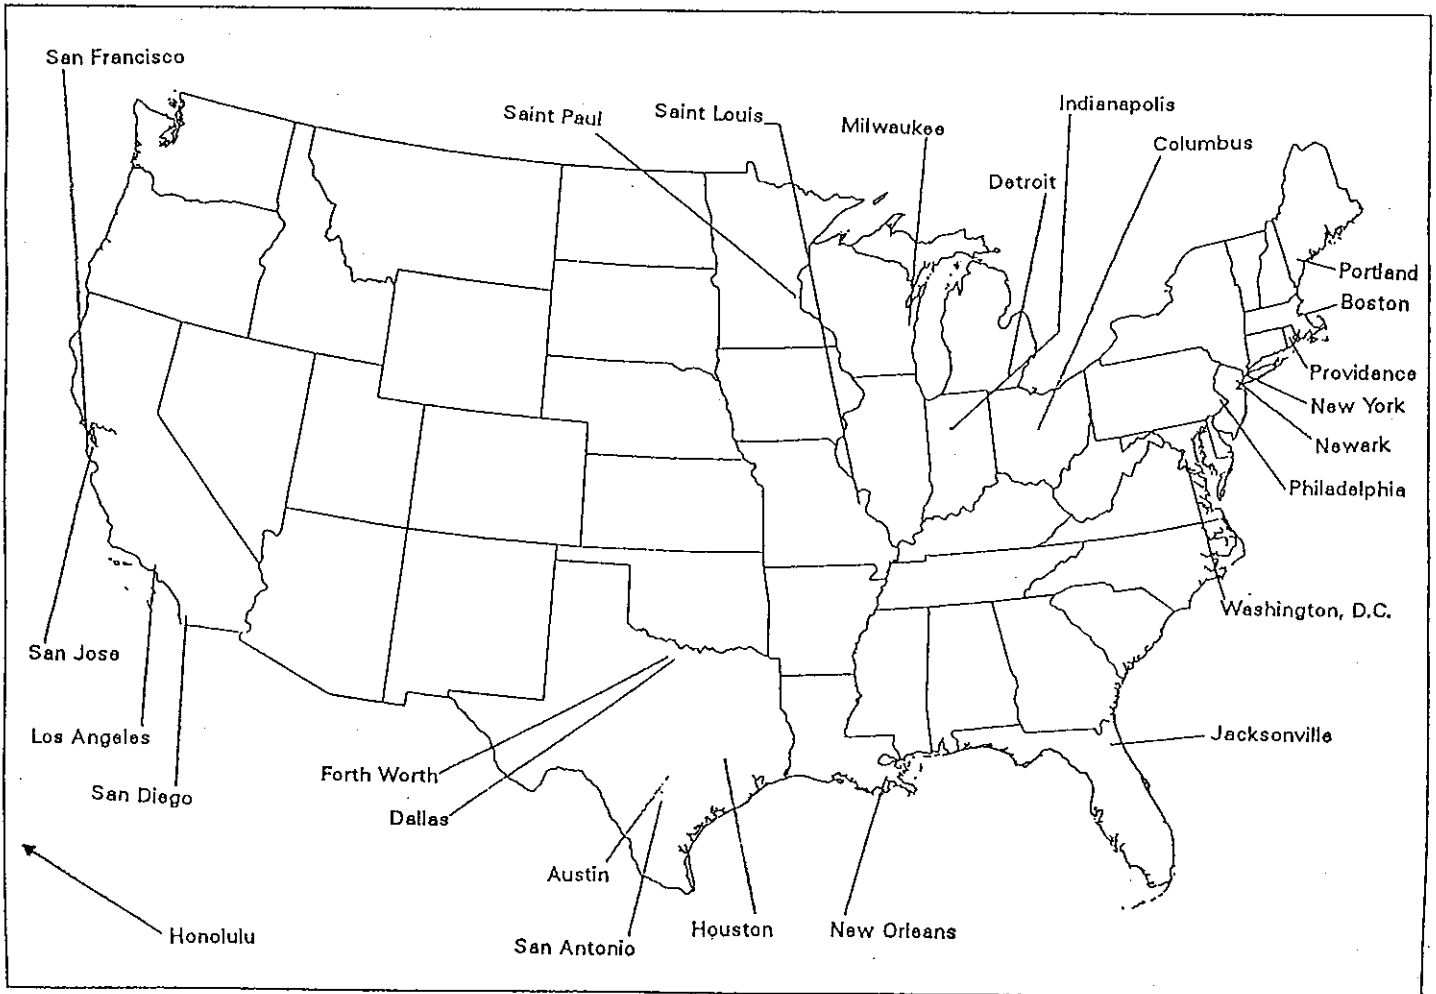 San Francisco
Saint Paul
Saint Louis
Milwaukee
Indianapolis
Columbus
Detroit
Portland
Boston
Providence
New York
Newark
Philadelphia
Washington, D.C.
San Jose
Los Angeles
San Diego
Forth Worth
Dallas
Jacksonville
Austin
San Antonio
Houston
New Orleans
Honolulu